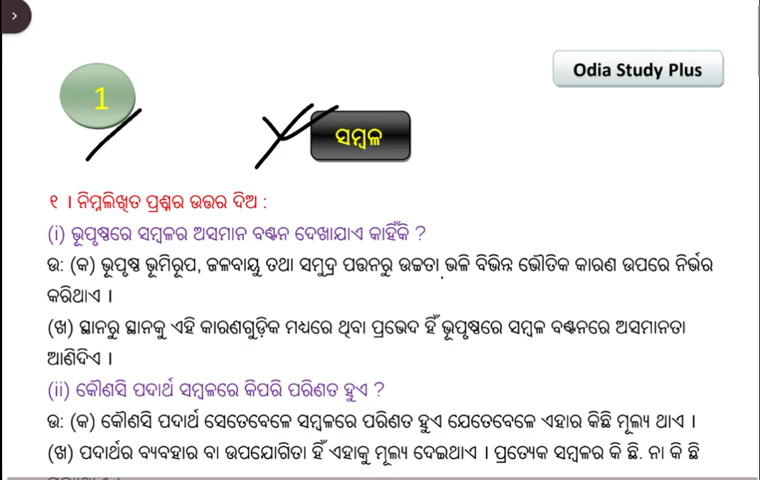 Odia Study Plus
1
ସମ୍ବଳ
୧ । ନିମ୍ନଲିଖିତ ପ୍ରଶ୍ନର ଉତ୍ତର ଦିଅ :
(i) ଭୂପୃଷ୍ଠରେ ସମ୍ବଳର ଅସମାନ ବଣ୍ଟନ ଦେଖାଯାଏ କାହିଁକି ?
ଉ: (କ) ଭୂପୃଷ୍ଠ ଭୂମିରୂପ, ଜଳବାୟୁ ତଥା ସମୁଦ୍ର ପତ୍ତନରୁ ଉଚ୍ଚତା ଭଳି ବିଭିନ୍ନ ଭୌତିକ କାରଣ ଉପରେ ନିର୍ଭର
କରିଥାଏ ।
(ଖ) ସ୍ଥାନରୁ ସ୍ଥାନକୁ ଏହି କାରଣଗୁଡ଼ିକ ମଧ୍ୟରେ ଥିବା ପ୍ରଭେଦ ହିଁ ଭୂପୃଷ୍ଠରେ ସମ୍ବଳ ବଣ୍ଟନରେ ଅସମାନତା
ଆଣିଦିଏ ।
(ii) କୌଣସି ପଦାର୍ଥ ସମ୍ବଳରେ କିପରି ପରିଣତ ହୁଏ ?
ଉ: (କ) କୌଣସି ପଦାର୍ଥ ସେତେବେଳେ ସମ୍ବଳରେ ପରିଣତ ହୁଏ ଯେତେବେଳେ ଏହାର କିଛି ମୂଲ୍ୟ ଥାଏ ।
(ଖ) ପଦାର୍ଥର ବ୍ୟବହାର ବା ଉପଯୋଗିତା ହିଁ ଏହାକୁ ମୂଲ୍ୟ ଦେଇଥାଏ । ପ୍ରତ୍ୟେକ ସମ୍ବଳର କି ଛି. ନା କି ଛି